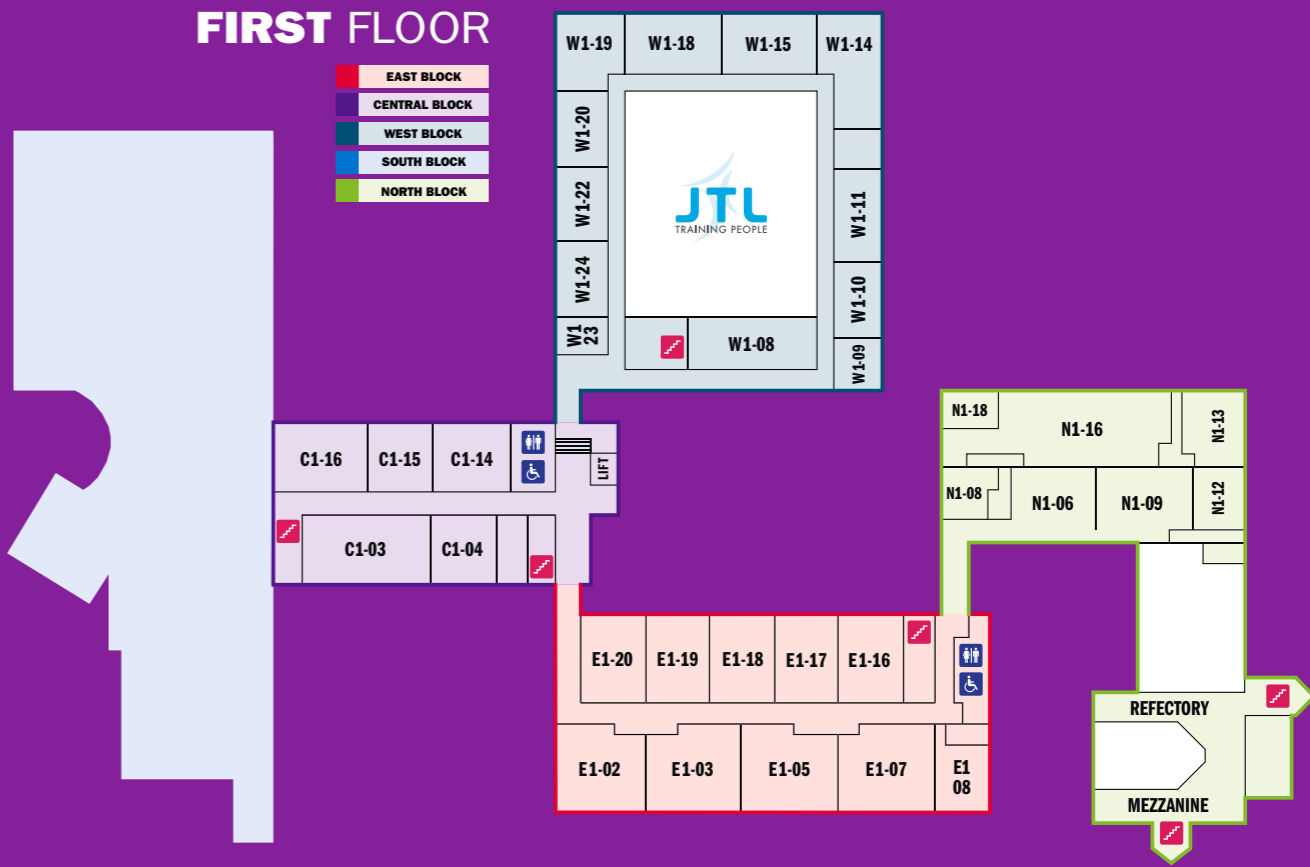 FIRST FLOOR
EAST BLOCK
CENTRAL BLOCK
WEST BLOCK
SOUTH BLOCK
NORTH BLOCK
W1-19
W1-18
W1-15
W1-14
W1-20
W1-22
W1-24
W1
23
JTL
TRAINING PEOPLE
W1-11
W1-10
W1-09
W1-08
C1-16
C1-15
C1-14
LIFT
C1-03
C1-04
N1-18
N1-16
N1-13
N1-08
N1-06
N1-09
N1-12
E1-20
E1-19
E1-18
E1-17
E1-16
E1-02
E1-03
E1-05
E1-07
E1
08
REFECTORY
MEZZANINE